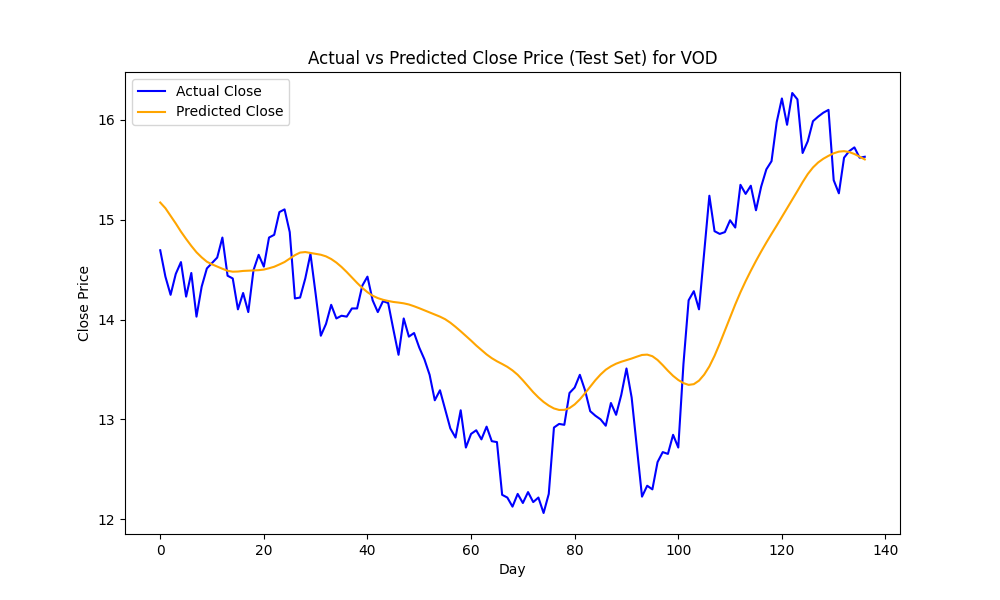 Actual vs Predicted Close Price (Test Set) for VOD
Actual Close
Predicted Close
16
15
14
13
12
Close Price
0 20 40 60 80 100 120 140
Day